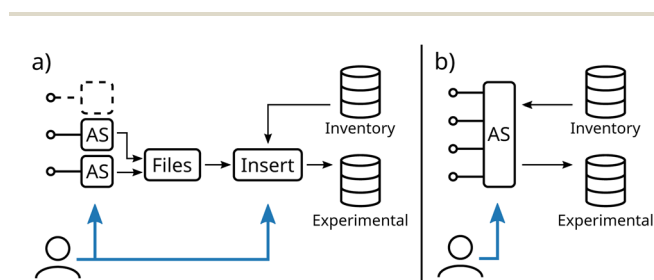 a)
AS
AS
Files
Insert
Inventory
Experimental
b)
AS
Inventory
Experimental